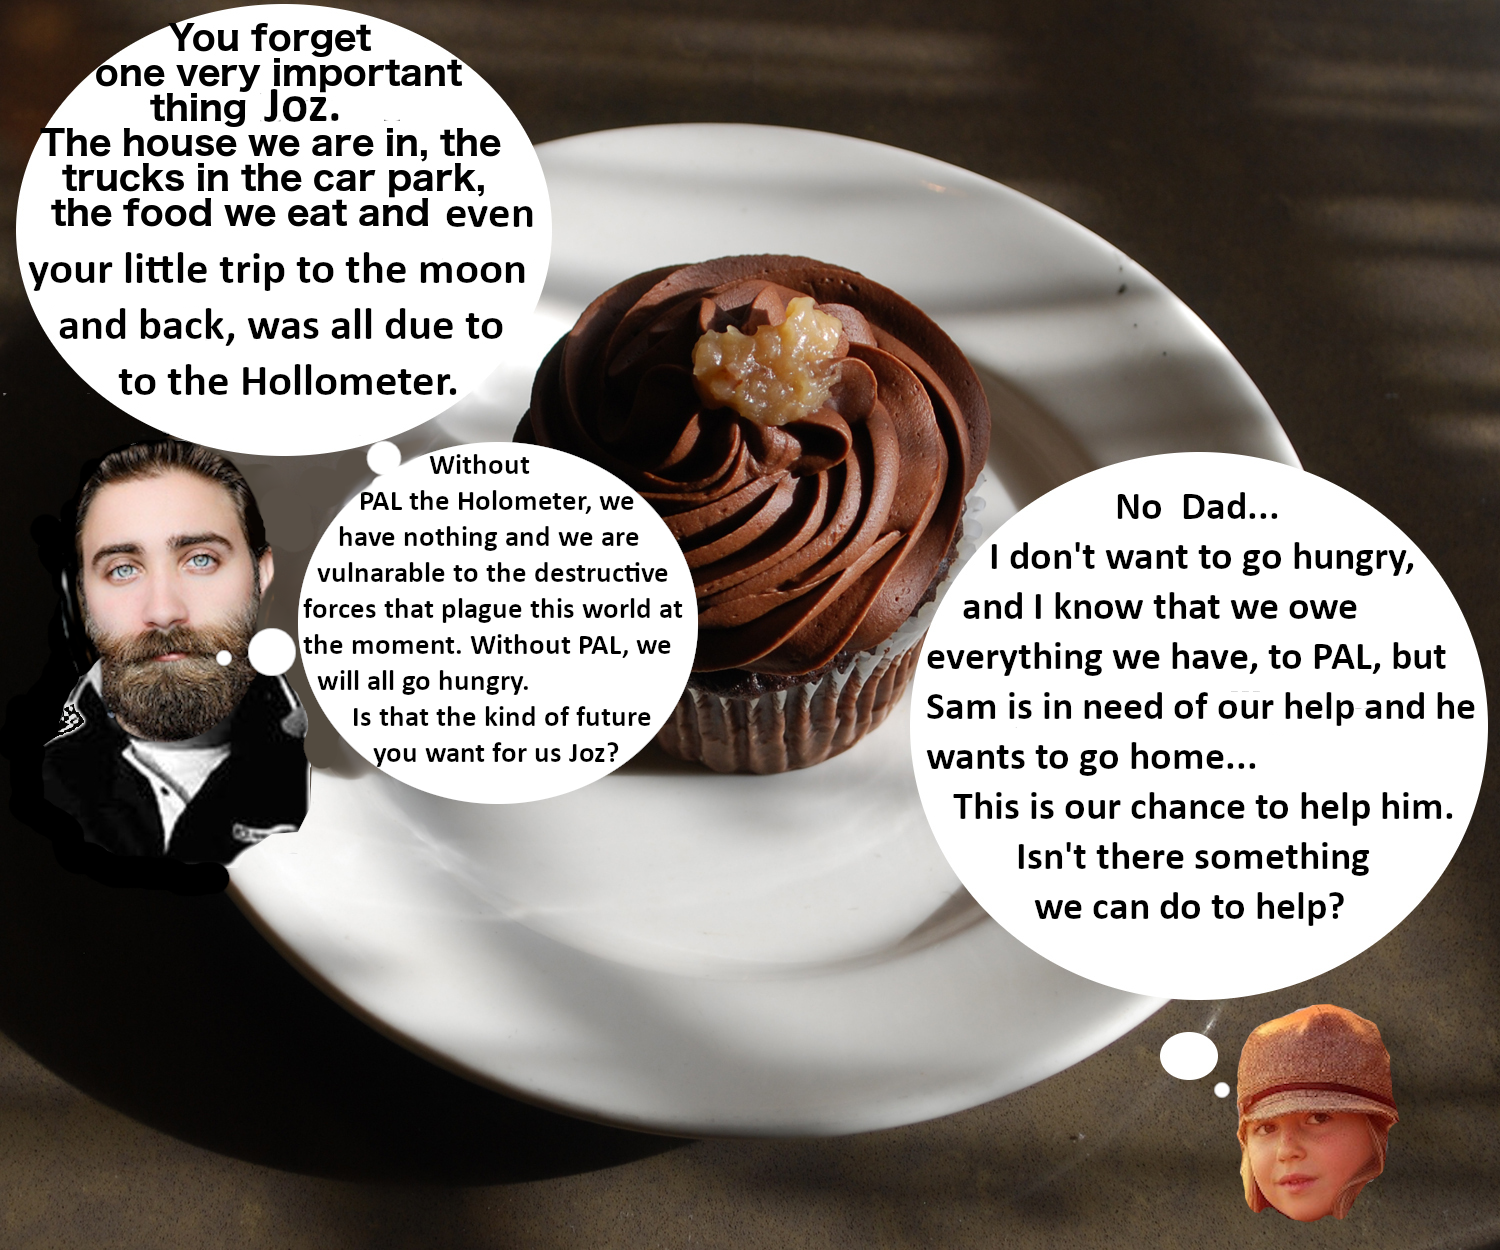 You forget
one very important
thing Joz.
The house we are in, the
trucks in the car park,
the food we eat and even
your little trip to the moon
and back, was all due to
to the Hollometer.
Without
PAL the Holometer, we
have nothing and we are
vulnarable to the destructive
forces that plague this world at
the moment. Without PAL, we
will all go hungry.
Is that the kind of future
you want for us Joz?
No Dad...
I don't want to go hungry,
and I know that we owe
everything we have, to PAL, but
Sam is in need of our help and he
wants to go home...
This is our chance to help him.
Isn't there something
we can do to help?